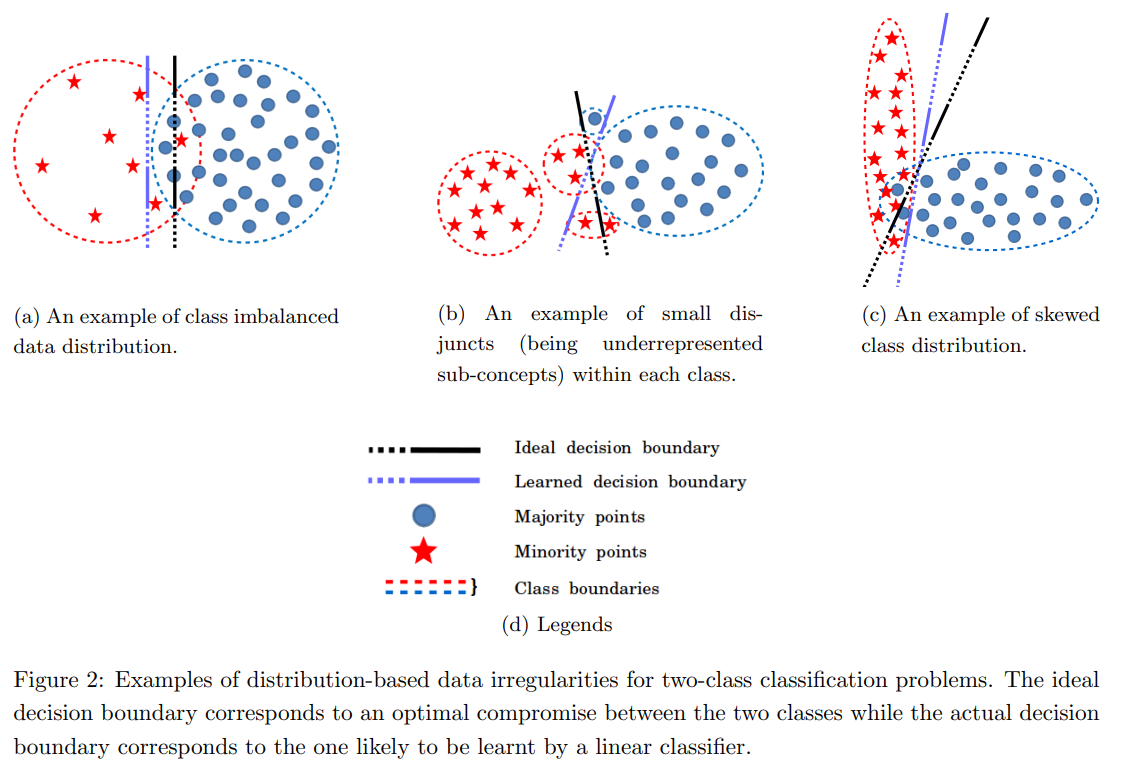 (a) An example of class imbalanced
data distribution.
(b) An example of small dis-
juncts (being underrepresented
sub-concepts) within each class.
(c) An example of skewed
class distribution.
Ideal decision boundary
Learned decision boundary
Majority points
Minority points
} Class boundaries
(d) Legends
Figure 2: Examples of distribution-based data irregularities for two-class classification problems. The ideal
decision boundary corresponds to an optimal compromise between the two classes while the actual decision
boundary corresponds to the one likely to be learnt by a linear classifier.